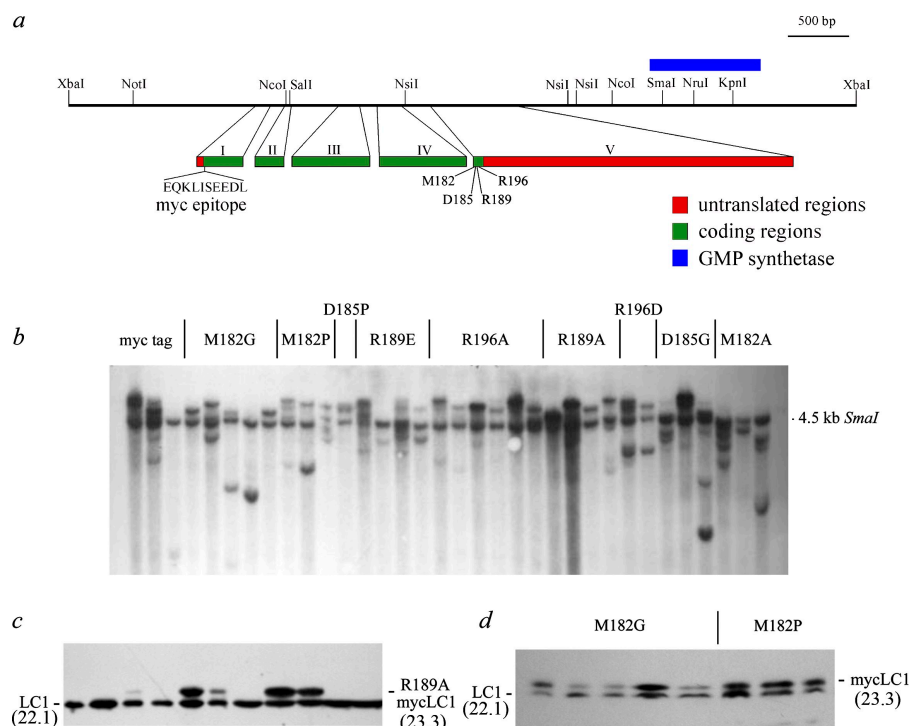 a
500 bp
XbaI NotI NcoI SalI NsiI NsiI NsiI NcoI SmaI NruI KpnI XbaI
I II III IV V
M182 R196
EQKLISEEDL D185 R189
myc epitope
untranslated regions
coding regions
GMP synthetase
b
D185P R196D
myc tag M182G M182P R189E R196A R189A D185G M182A
- 4.5 kb SmaI
c
LC1 -
(22.1)
- R189A
mycLC1
(23.3)
d
M182G M182P
LC1 -
(22.1)
- mycLC1
(23.3)